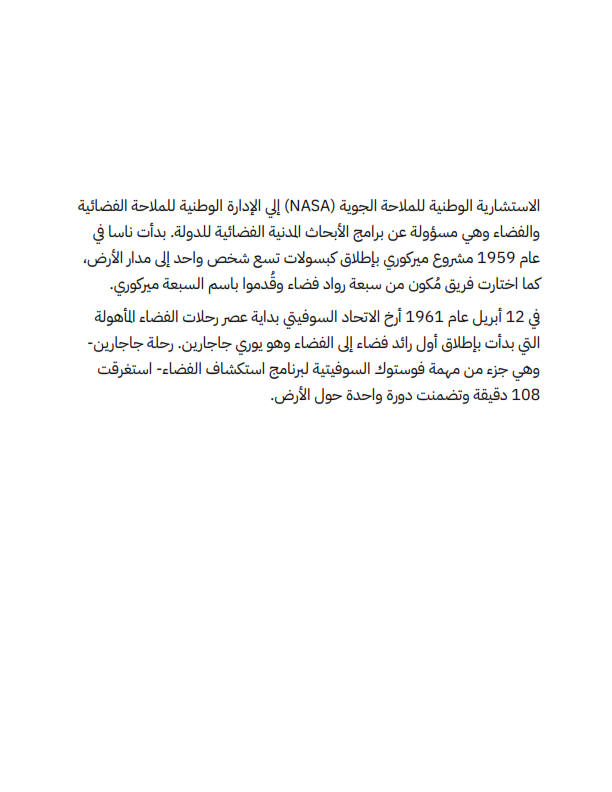 الاستشارية الوطنية للملاحة الجوية (NASA) إلي الإدارة الوطنية للملاحة الفضائية
والفضاء وهي مسؤولة عن برامج الأبحاث المدنية الفضائية للدولة. بدأت ناسا في
عام 1959 مشروع ميركوري بإطلاق كبسولات تسع شخص واحد إلى مدار الأرض،
كما اختارت فريق مُكون من سبعة رواد فضاء وقُدموا باسم السبعة ميركوري.
في 12 أبريل عام 1961 أرخ الاتحاد السوفيتي بداية عصر رحلات الفضاء المأهولة
التي بدأت بإطلاق أول رائد فضاء إلى الفضاء وهو يوري جاجارين. رحلة جاجارين-
وهي جزء من مهمة فوستوك السوفيتية لبرنامج استكشاف الفضاء- استغرقت
108 دقيقة وتضمنت دورة واحدة حول الأرض.